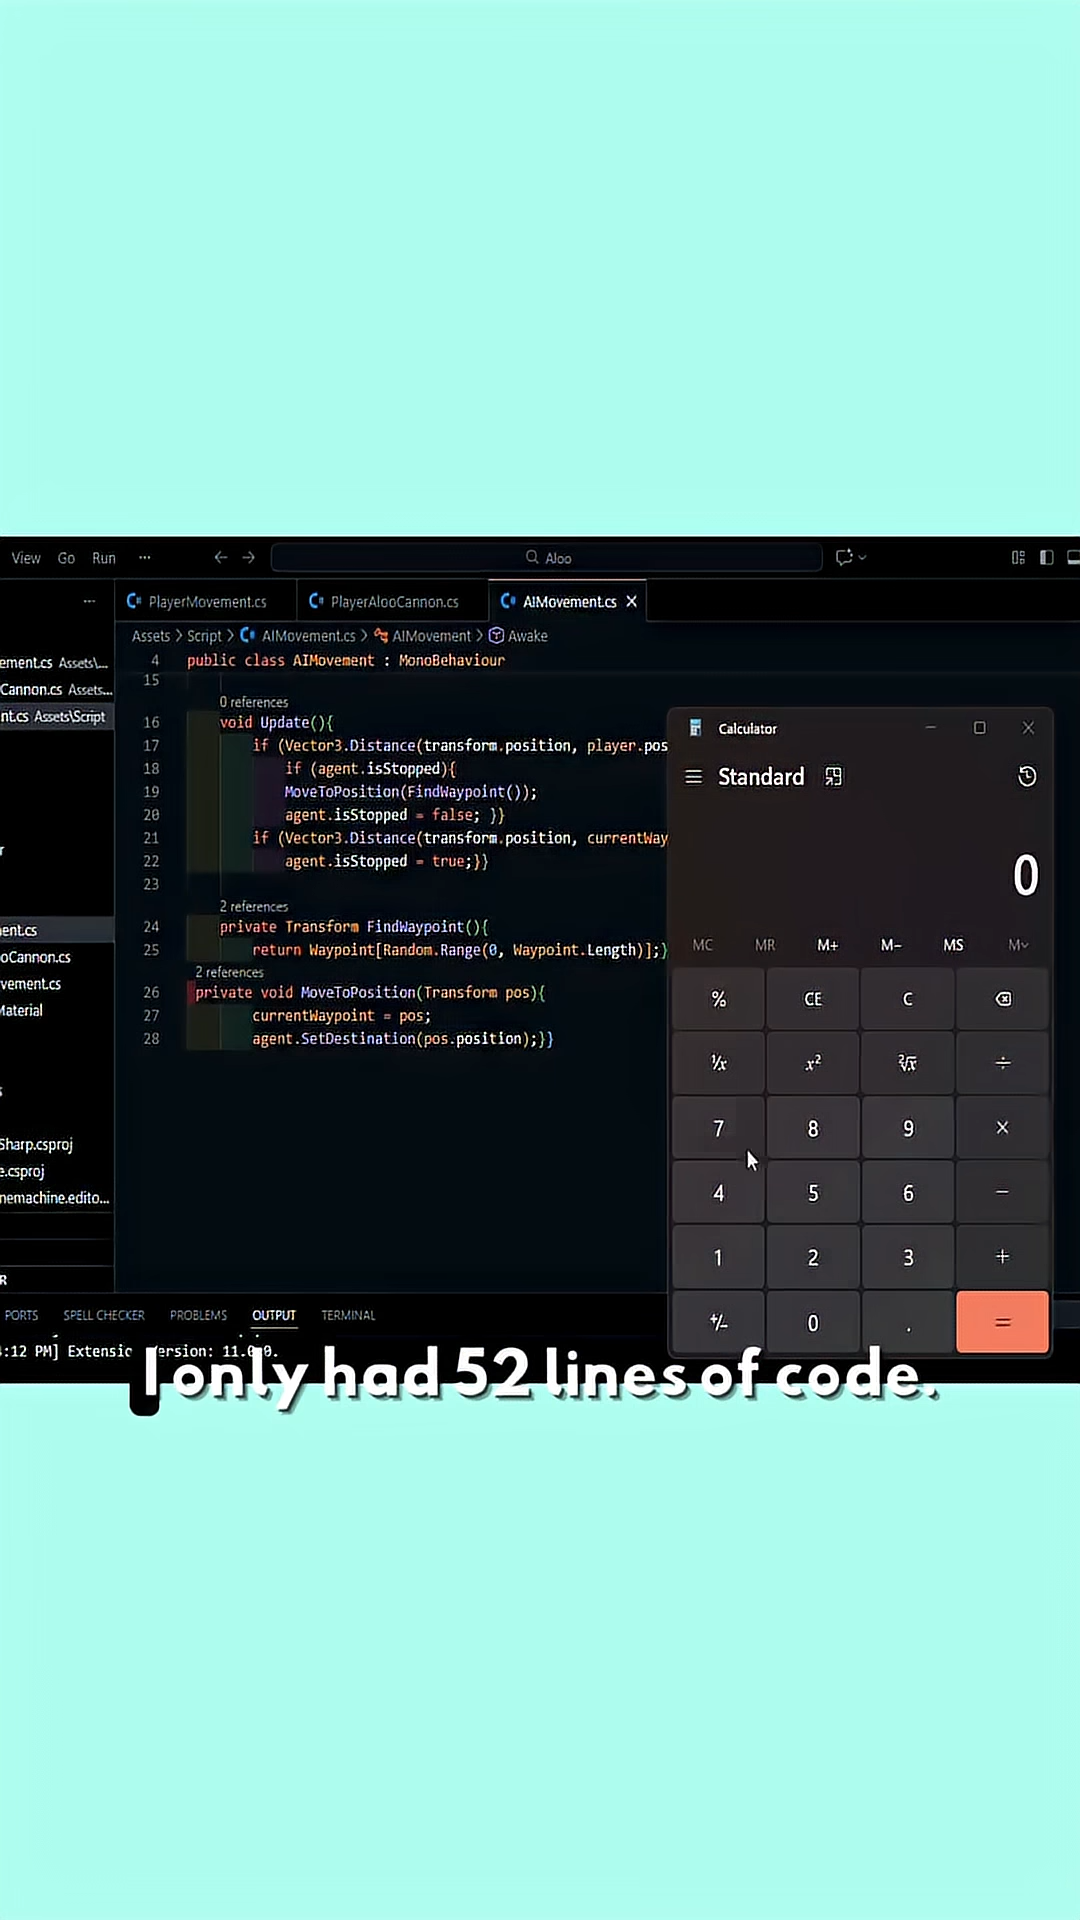 View Go Run ··· ← → Aloo
··· PlayerMovement.cs PlayerAlooCannon.cs AIMovement.cs
Assets > Script > AIMovement.cs > AIMovement > Awake
ement.cs Assets\...
Cannon.cs Assets...
nt.cs Assets\Script
r
ent.cs
oCannon.cs
vement.cs
Material
s
Sharp.csproj
e.csproj
nemachine.edito...
R
4 public class AIMovement : MonoBehaviour
15
0 references
16 void Update(){
17 if (Vector3.Distance(transform.position, player.pos
18 if (agent.isStopped){
19 MoveToPosition(FindWaypoint());
20 agent.isStopped = false; }}
21 if (Vector3.Distance(transform.position, currentWay
22 agent.isStopped = true;}}
23
2 references
24 private Transform FindWaypoint(){
25 return Waypoint[Random.Range(0, Waypoint.Length)];}
2 references
26 private void MoveToPosition(Transform pos){
27 currentWaypoint = pos;
28 agent.SetDestination(pos.position);}}
Calculator
Standard
0
MC MR M+ M− MS M˅
% CE C
¹/x x² ²√x ÷
7 8 9 ×
4 5 6 −
1 2 3 +
+/− 0 . =
PORTS SPELL CHECKER PROBLEMS OUTPUT TERMINAL
:12 PM] Extensio ersion: 11.0.0.
I only had 52 lines of code.